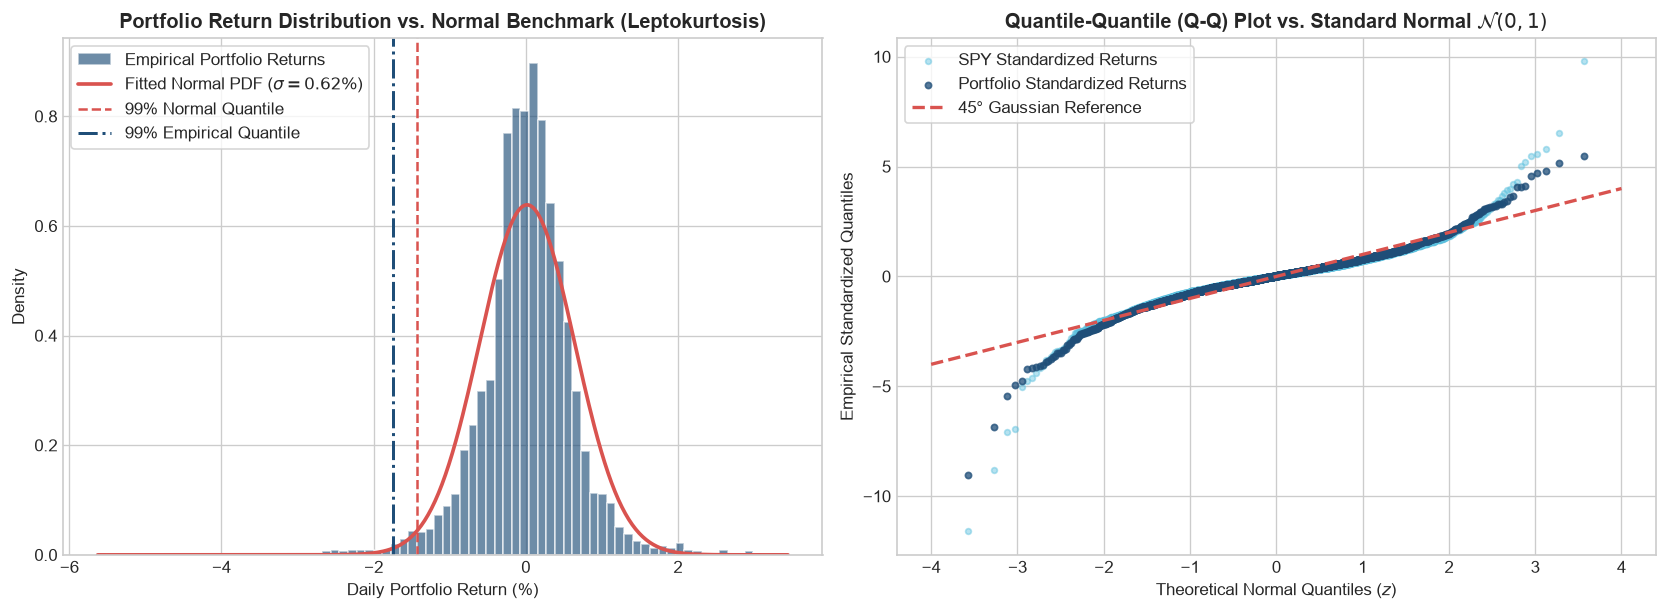 Portfolio Return Distribution vs. Normal Benchmark (Leptokurtosis)
Empirical Portfolio Returns
Fitted Normal PDF (σ = 0.62%)
99% Normal Quantile
99% Empirical Quantile
Density
0.8
0.6
0.4
0.2
0.0
−6
−4
−2
0
2
Daily Portfolio Return (%)
Quantile-Quantile (Q-Q) Plot vs. Standard Normal 𝒩(0, 1)
SPY Standardized Returns
Portfolio Standardized Returns
45° Gaussian Reference
Empirical Standardized Quantiles
10
5
0
−5
−10
−4
−3
−2
−1
0
1
2
3
4
Theoretical Normal Quantiles (z)